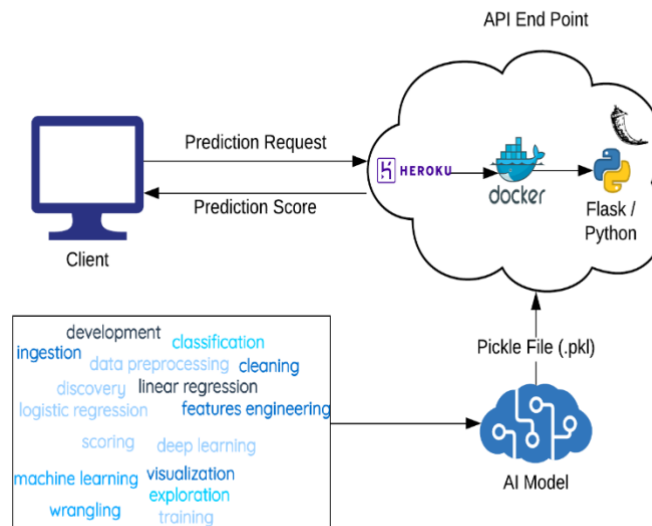 API End Point
Prediction Request
HEROKU
docker
Prediction Score
Flask /
Python
Client
Pickle File (.pkl)
AI Model
development
classification
ingestion
data preprocessing
cleaning
discovery
linear regression
logistic regression
features engineering
scoring
deep learning
machine learning
visualization
exploration
wrangling
training